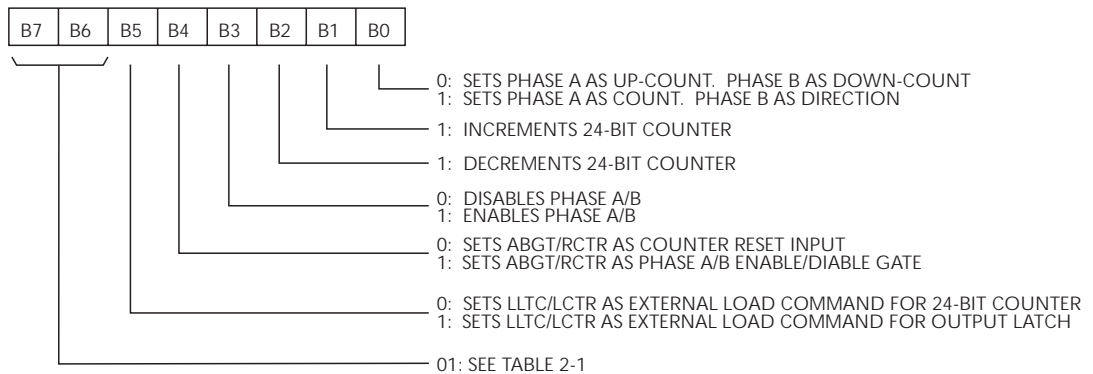 B7 B6 B5 B4 B3 B2 B1 B0
0: SETS PHASE A AS UP-COUNT. PHASE B AS DOWN-COUNT
1: SETS PHASE A AS COUNT. PHASE B AS DIRECTION
1: INCREMENTS 24-BIT COUNTER
1: DECREMENTS 24-BIT COUNTER
0: DISABLES PHASE A/B
1: ENABLES PHASE A/B
0: SETS ABGT/RCTR AS COUNTER RESET INPUT
1: SETS ABGT/RCTR AS PHASE A/B ENABLE/DIABLE GATE
0: SETS LLTC/LCTR AS EXTERNAL LOAD COMMAND FOR 24-BIT COUNTER
1: SETS LLTC/LCTR AS EXTERNAL LOAD COMMAND FOR OUTPUT LATCH
01: SEE TABLE 2-1